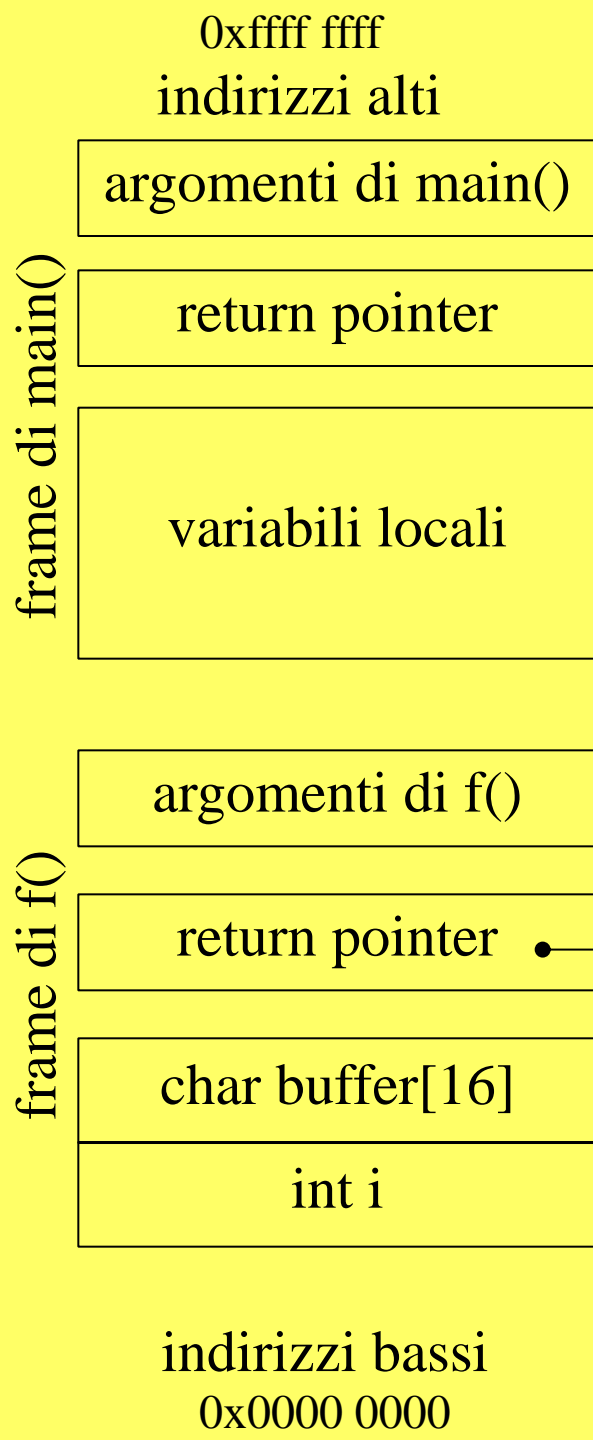 0xffff ffff
indirizzi alti
argomenti di main()
frame di main()
return pointer
variabili locali
argomenti di f()
frame di f()
return pointer
char buffer[16]
int i
indirizzi bassi
0x0000 0000